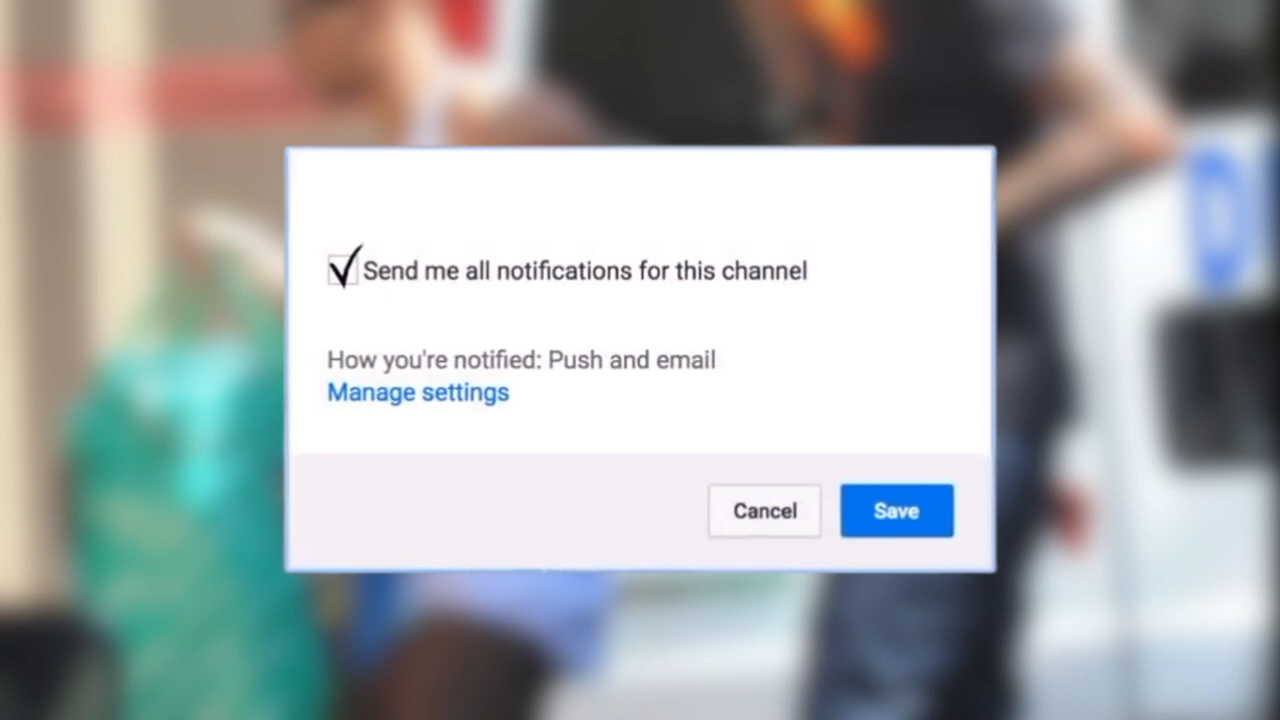 Send me all notifications for this channel
How you're notified: Push and email
Manage settings
Cancel
Save